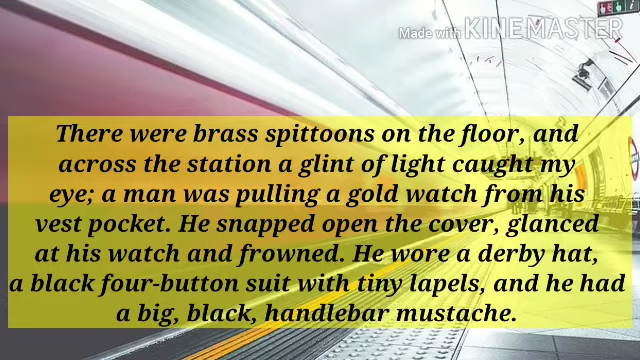 Made with KINEMASTER
There were brass spittoons on the floor, and
across the station a glint of light caught my
eye; a man was pulling a gold watch from his
vest pocket. He snapped open the cover, glanced
at his watch and frowned. He wore a derby hat,
a black four-button suit with tiny lapels, and he had
a big, black, handlebar mustache.